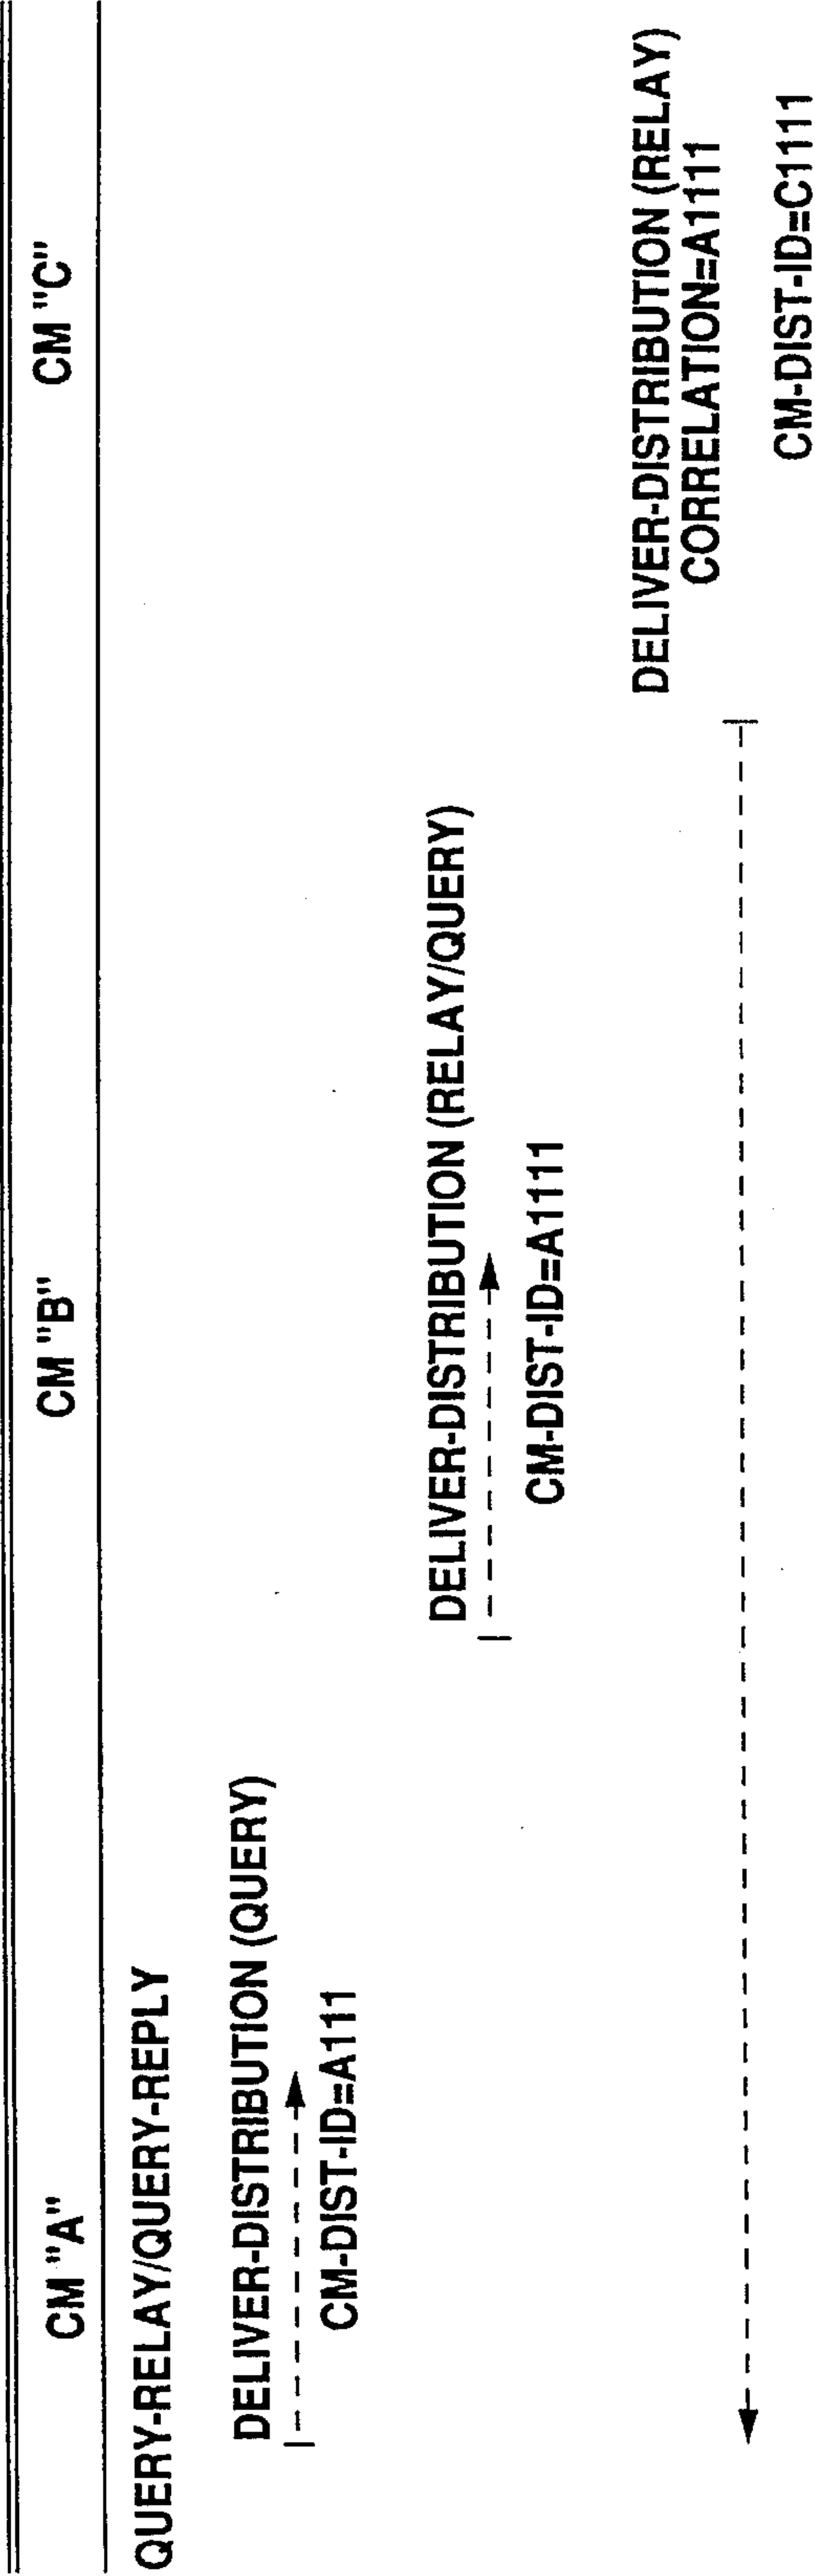 CM "A"
CM "B"
CM "C"
QUERY-RELAY/QUERY-REPLY
DELIVER-DISTRIBUTION (QUERY)
CM-DIST-ID=A111
DELIVER-DISTRIBUTION (RELAY/QUERY)
CM-DIST-ID=A1111
DELIVER-DISTRIBUTION (RELAY)
CORRELATION=A1111
CM-DIST-ID=C1111